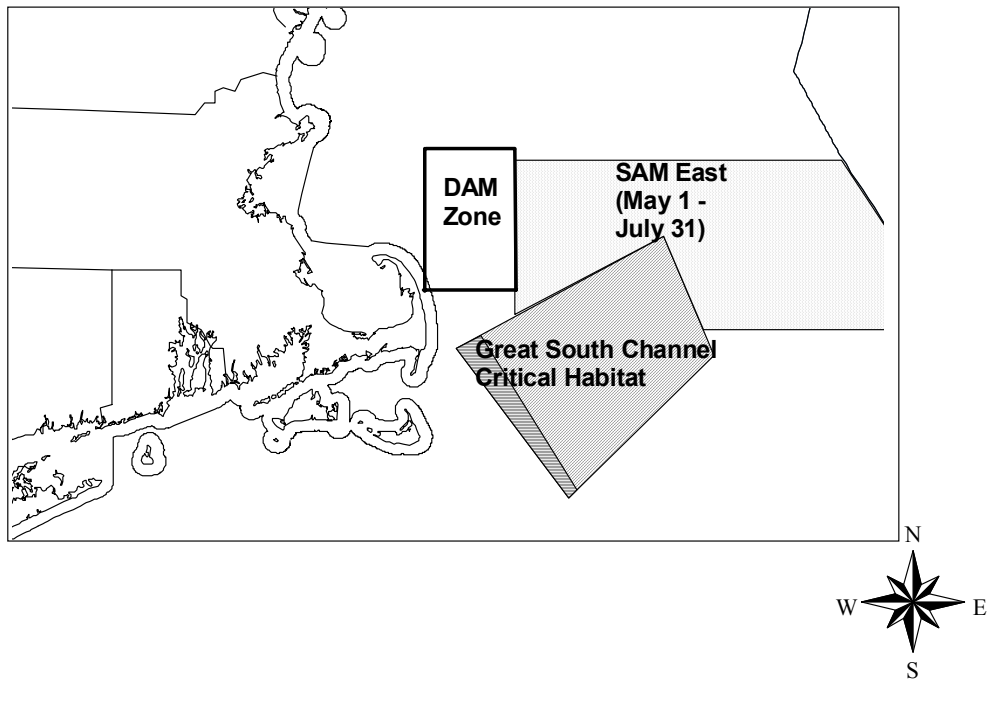 DAM
Zone
SAM East
(May 1 -
July 31)
Great South Channel
Critical Habitat
N
W
E
S